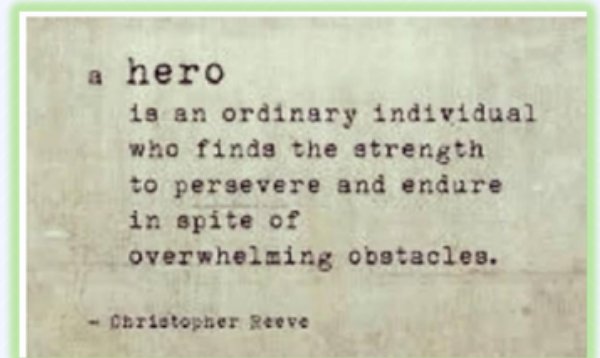 a hero
is an ordinary individual
who finds the strength
to persevere and endure
in spite of
overwhelming obstacles.
- Christopher Reeve